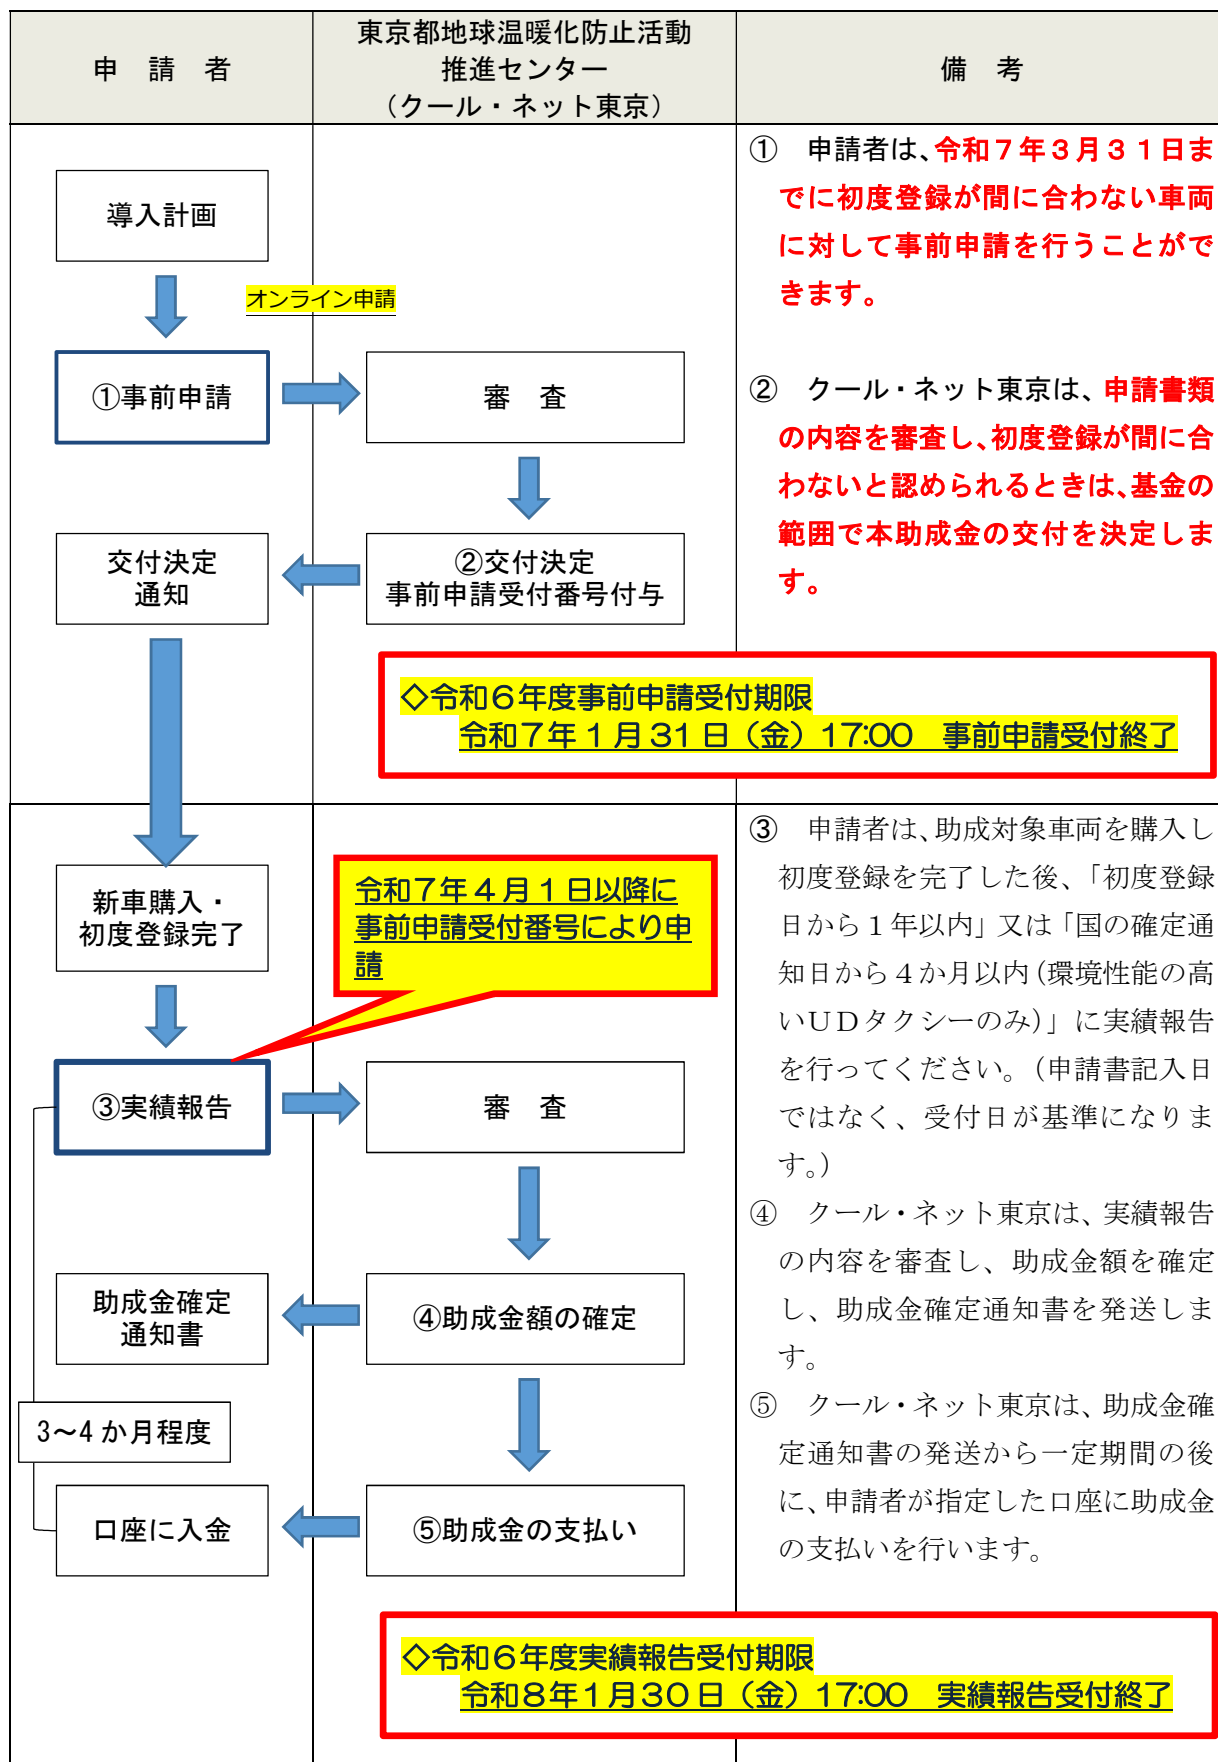 申　請　者
東京都地球温暖化防止活動
推進センター
（クール・ネット東京）
備　考
導入計画
オンライン申請
①事前申請
審　査
交付決定
通知
②交付決定
事前申請受付番号付与
①　申請者は、令和７年３月３１日ま
でに初度登録が間に合わない車両
に対して事前申請を行うことがで
きます。
②　クール・ネット東京は、申請書類
の内容を審査し、初度登録が間に合
わないと認められるときは、基金の
範囲で本助成金の交付を決定しま
す。
◇令和６年度事前申請受付期限
令和７年１月３１日（金）17:00　事前申請受付終了
新車購入・
初度登録完了
令和７年４月１日以降に
事前申請受付番号により申
請
③実績報告
審　査
助成金確定
通知書
④助成金額の確定
3～4 か月程度
口座に入金
⑤助成金の支払い
③　申請者は、助成対象車両を購入し
初度登録を完了した後、「初度登録
日から１年以内」又は「国の確定通
知日から４か月以内（環境性能の高
いＵＤタクシーのみ）」に実績報告
を行ってください。（申請書記入日
ではなく、受付日が基準になりま
す。）
④　クール・ネット東京は、実績報告
の内容を審査し、助成金額を確定
し、助成金確定通知書を発送しま
す。
⑤　クール・ネット東京は、助成金確
定通知書の発送から一定期間の後
に、申請者が指定した口座に助成金
の支払いを行います。
◇令和６年度実績報告受付期限
令和８年１月３０日（金）17:00　実績報告受付終了